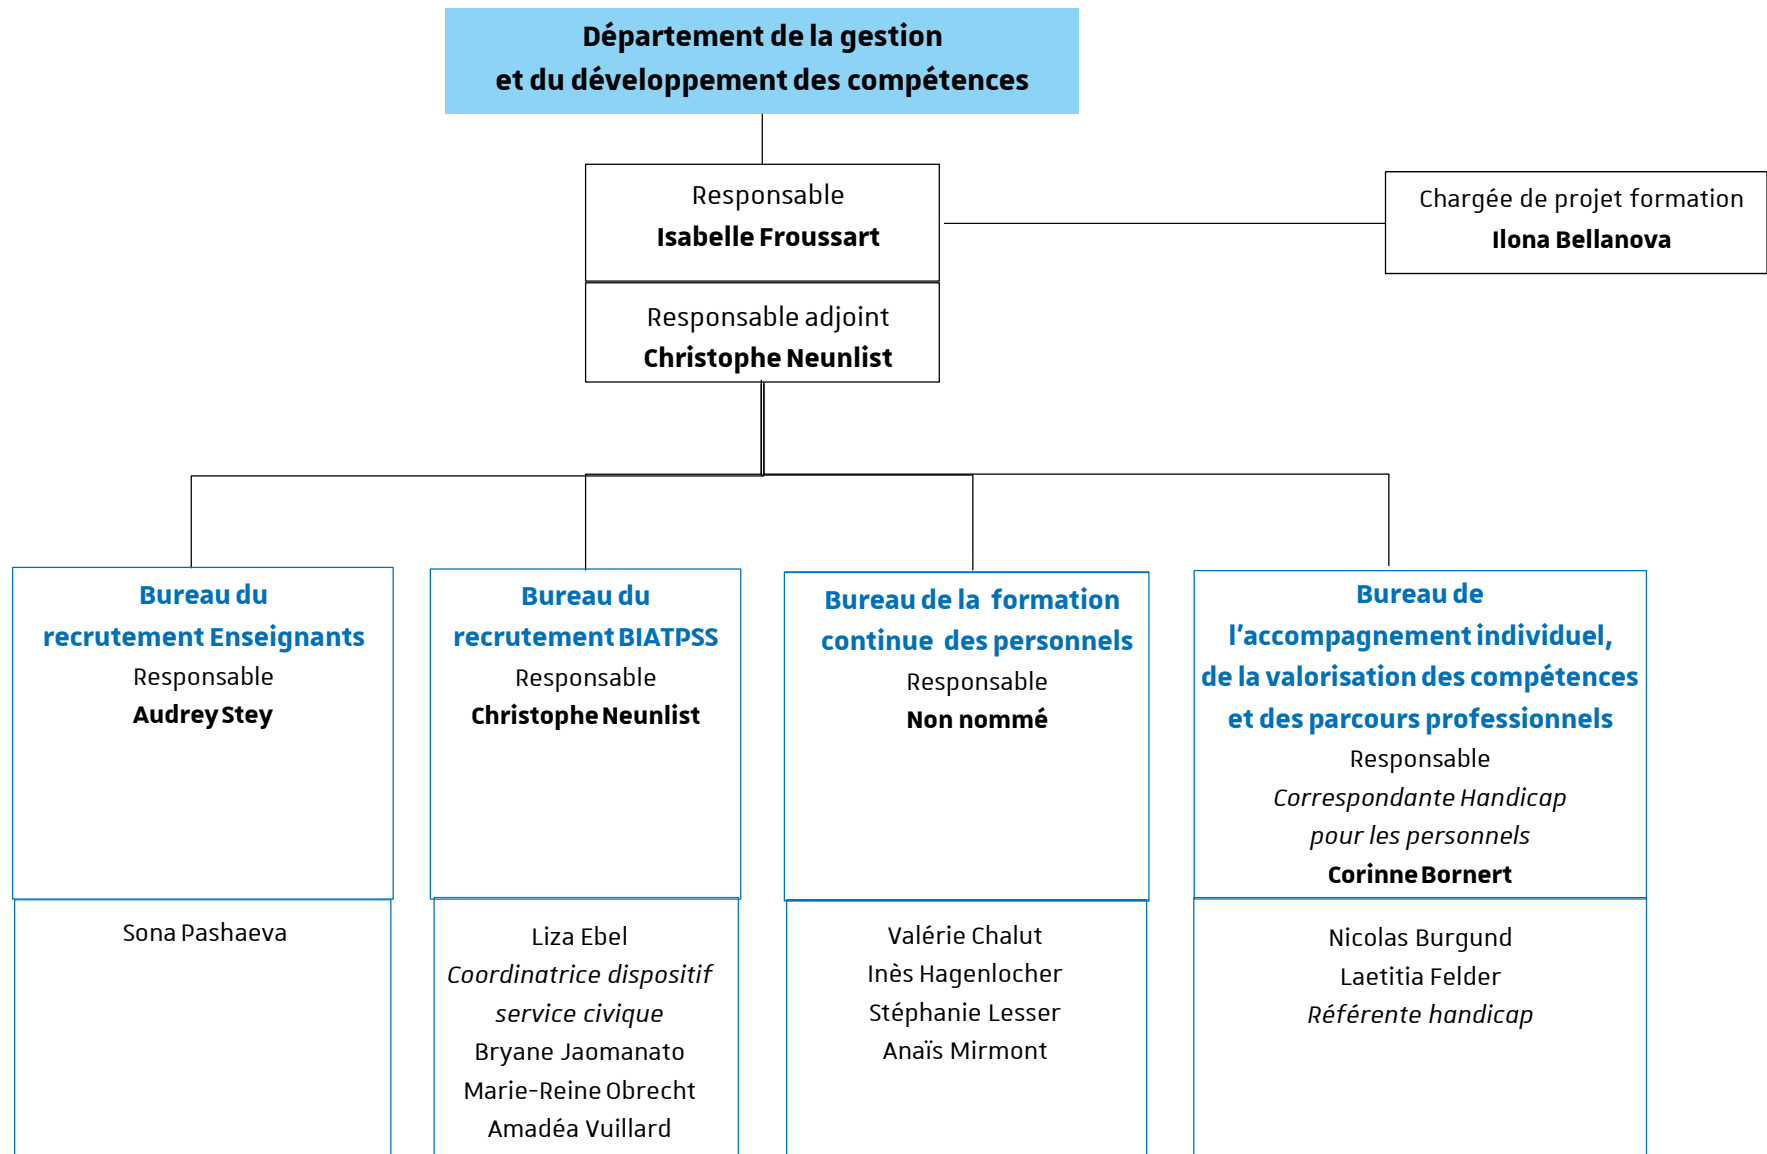 Département de la gestion
et du développement des compétences
Responsable
Isabelle Froussart
Chargée de projet formation
Ilona Bellanova
Responsable adjoint
Christophe Neunlist
Bureau du
recrutement Enseignants
Responsable
Audrey Stey
Sona Pashaeva
Bureau du
recrutement BIATPSS
Responsable
Christophe Neunlist
Liza Ebel
Coordinatrice dispositif
service civique
Bryane Jaomanato
Marie-Reine Obrecht
Amadéa Vuillard
Bureau de la formation
continue des personnels
Responsable
Non nommé
Valérie Chalut
Inès Hagenlocher
Stéphanie Lesser
Anaïs Mirmont
Bureau de
l'accompagnement individuel,
de la valorisation des compétences
et des parcours professionnels
Responsable
Correspondante Handicap
pour les personnels
Corinne Bornert
Nicolas Burgund
Laetitia Felder
Référente handicap